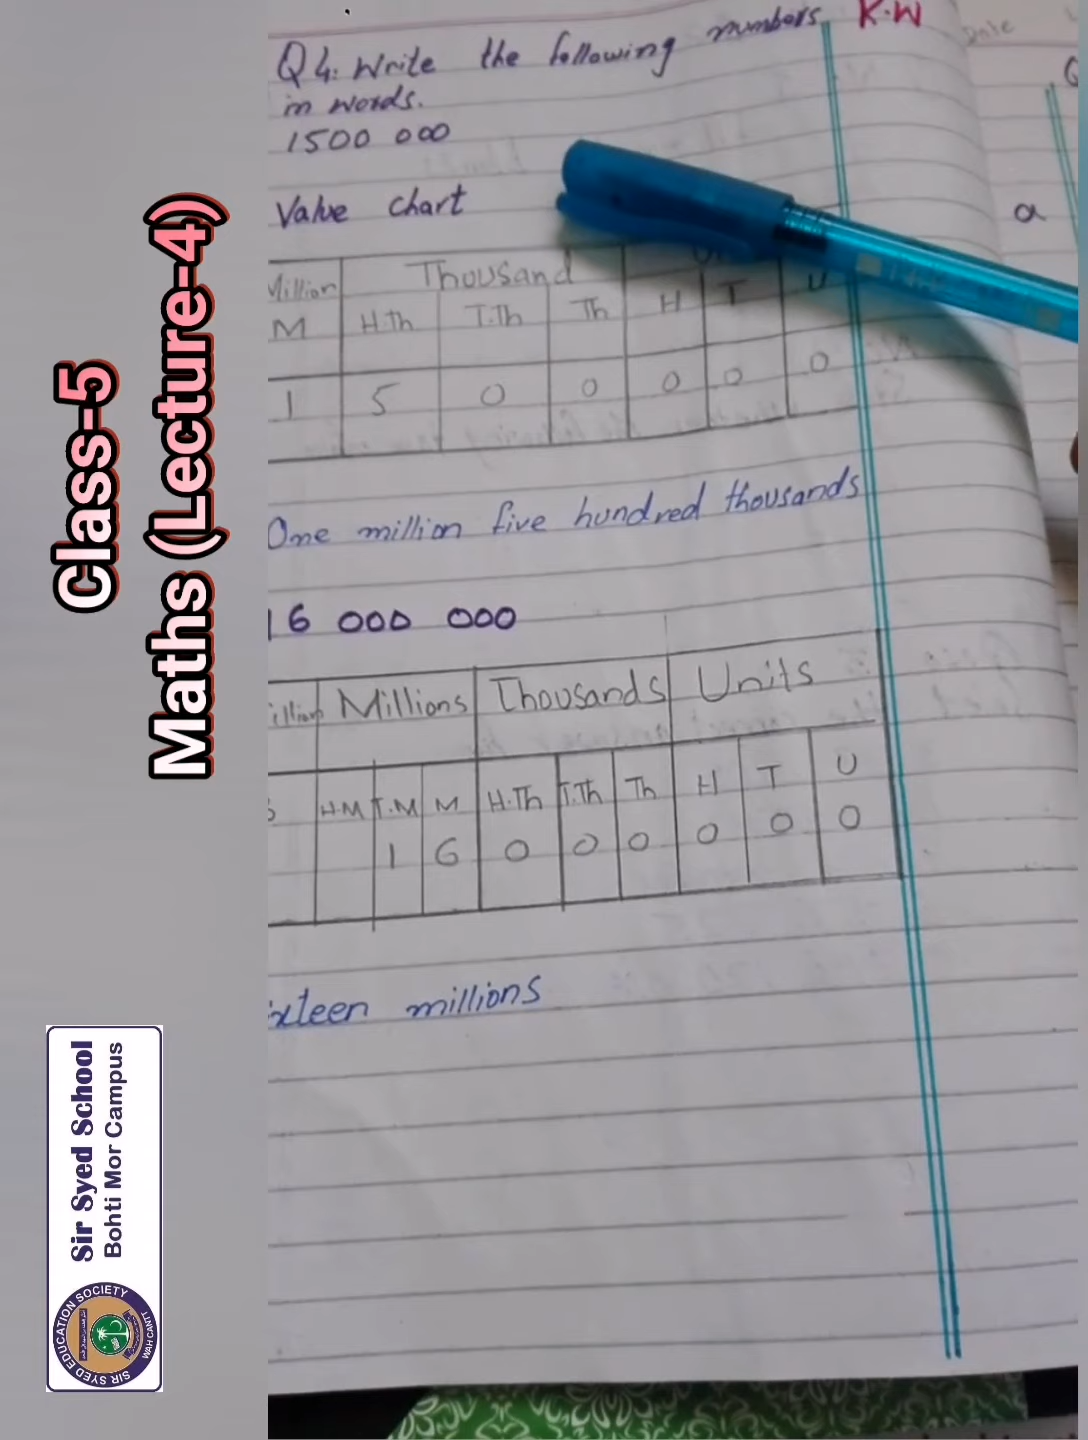 Class-5
Maths (Lecture-4)
Sir Syed School
Bohti Mor Campus
SIR SYED EDUCATION SOCIETY
WAH CANTT
K.W
Date
Q4: Write the following numbers
in words.
1500 000
Value chart
Million Thousand
M H.Th T.Th Th H T U
1 5 0 0 0 0 0
One million five hundred thousands
16 000 000
illion Millions Thousands Units
s H.M T.M M H.Th T.Th Th H T U
1 6 0 0 0 0 0 0
ixteen millions
a